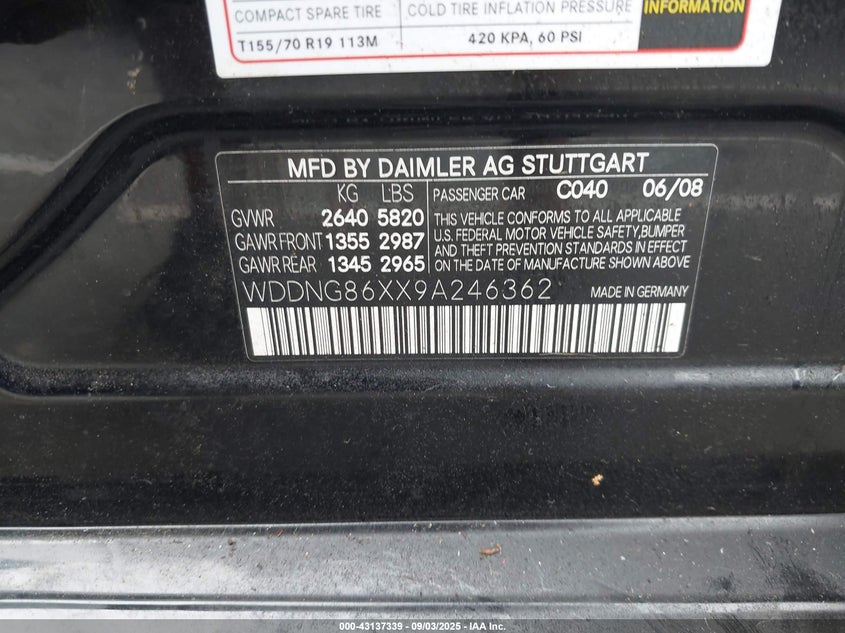 COMPACT SPARE TIRE COLD TIRE INFLATION PRESSURE INFORMATION
T155/70 R19 113M 420 KPA, 60 PSI
MFD BY DAIMLER AG STUTTGART
KG LBS PASSENGER CAR C040 06/08
GVWR 2640 5820 THIS VEHICLE CONFORMS TO ALL APPLICABLE
U.S. FEDERAL MOTOR VEHICLE SAFETY,BUMPER
GAWR FRONT 1355 2987 AND THEFT PREVENTION STANDARDS IN EFFECT
GAWR REAR 1345 2965 ON THE DATE OF MANUFACTURE SHOWN ABOVE
WDDNG86XX9A246362 MADE IN GERMANY
000-43137339 - 09/03/2025 - IAA Inc.